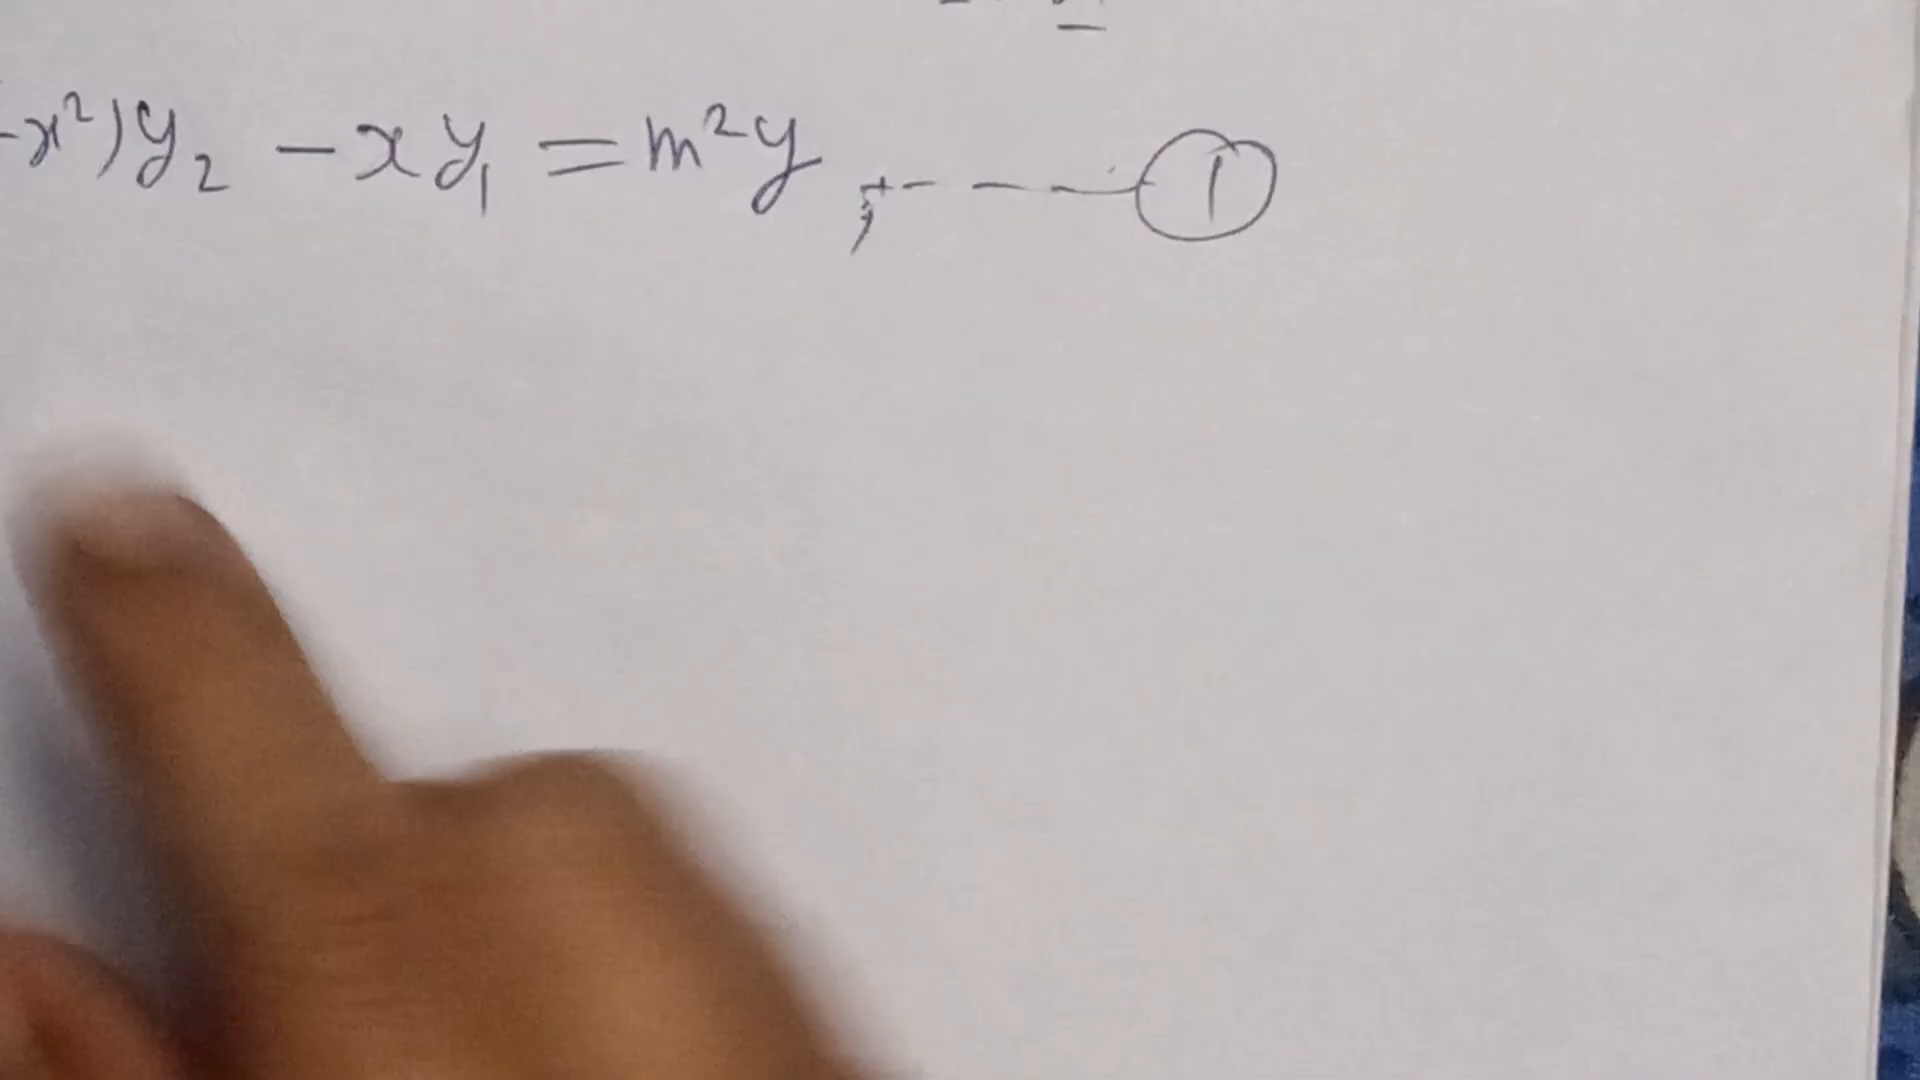 -x²)y₂ - xy₁ = m²y, ------ ①